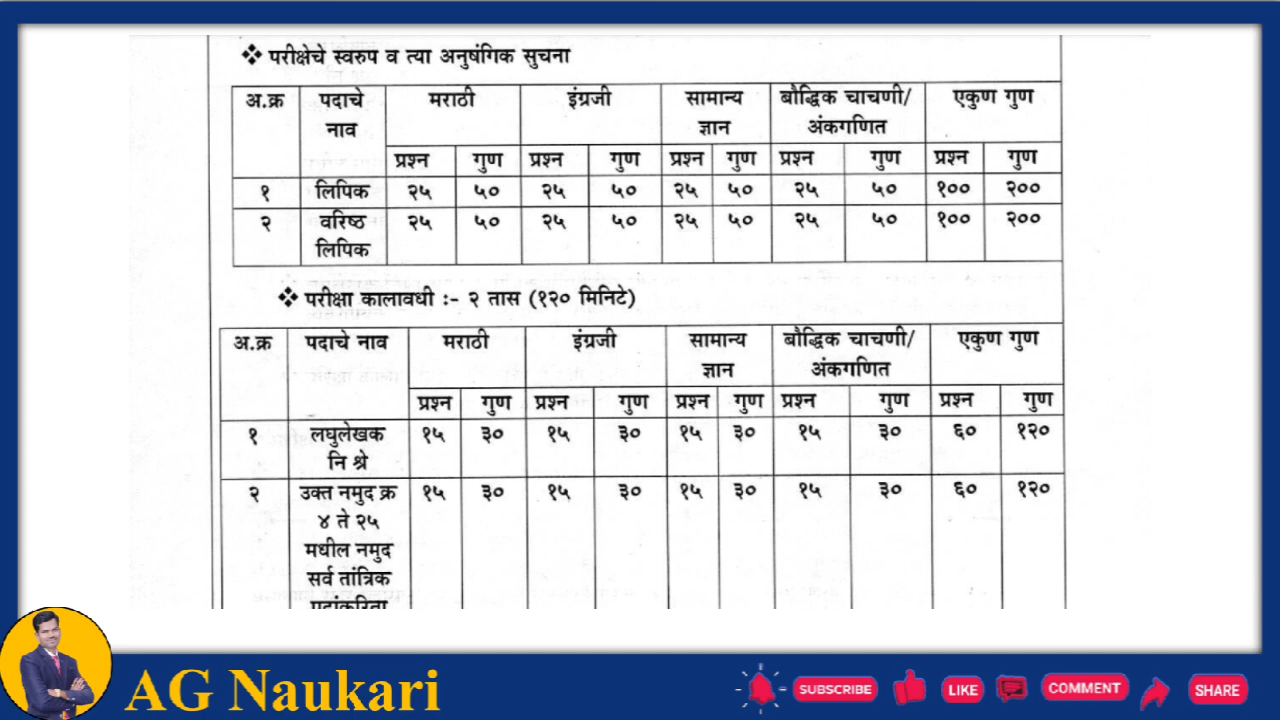 ❖ परीक्षेचे स्वरुप व त्या अनुषंगिक सुचना
अ.क्र पदाचे नाव मराठी इंग्रजी सामान्य ज्ञान बौद्धिक चाचणी/ अंकगणित एकुण गुण
प्रश्न गुण प्रश्न गुण प्रश्न गुण प्रश्न गुण प्रश्न गुण
१ लिपिक २५ ५० २५ ५० २५ ५० २५ ५० १०० २००
२ वरिष्ठ लिपिक २५ ५० २५ ५० २५ ५० २५ ५० १०० २००
❖ परीक्षा कालावधी :- २ तास (१२० मिनिटे)
अ.क्र पदाचे नाव मराठी इंग्रजी सामान्य ज्ञान बौद्धिक चाचणी/ अंकगणित एकुण गुण
प्रश्न गुण प्रश्न गुण प्रश्न गुण प्रश्न गुण प्रश्न गुण
१ लघुलेखक नि श्रे १५ ३० १५ ३० १५ ३० १५ ३० ६० १२०
२ उक्त नमुद क्र १५ ३० १५ ३० १५ ३० १५ ३० ६० १२०
४ ते २५
मधील नमुद
सर्व तांत्रिक
AG Naukari
SUBSCRIBE LIKE COMMENT SHARE